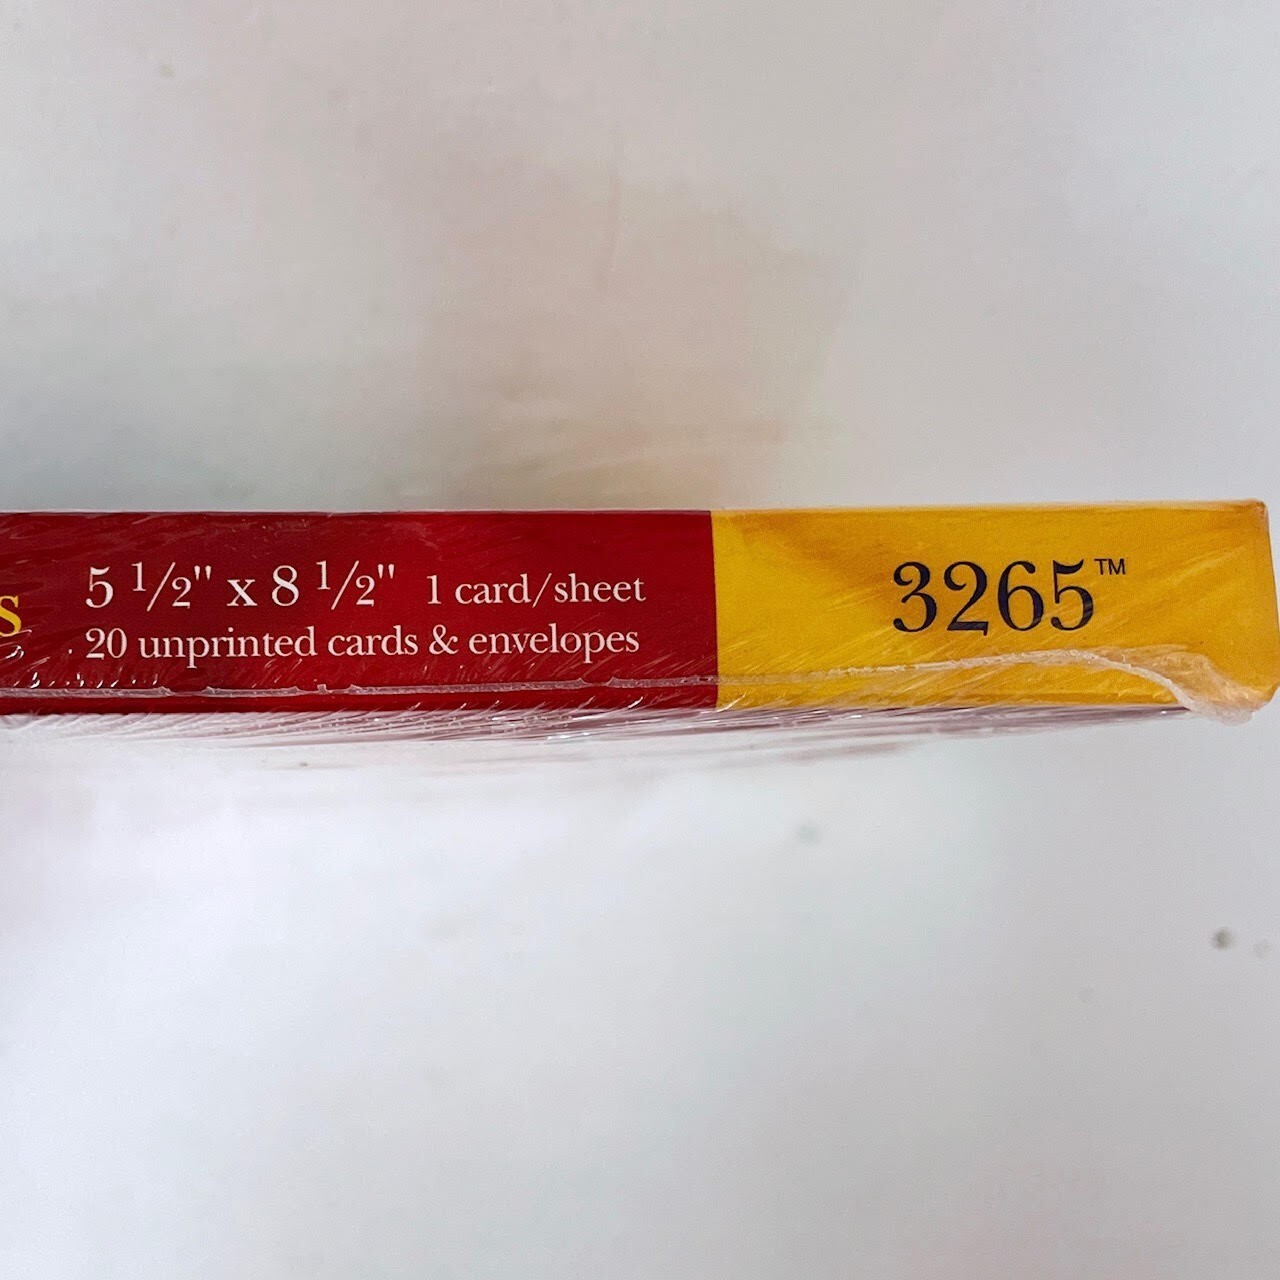 s 5 1/2" x 8 1/2" 1 card/sheet
20 unprinted cards & envelopes
3265™